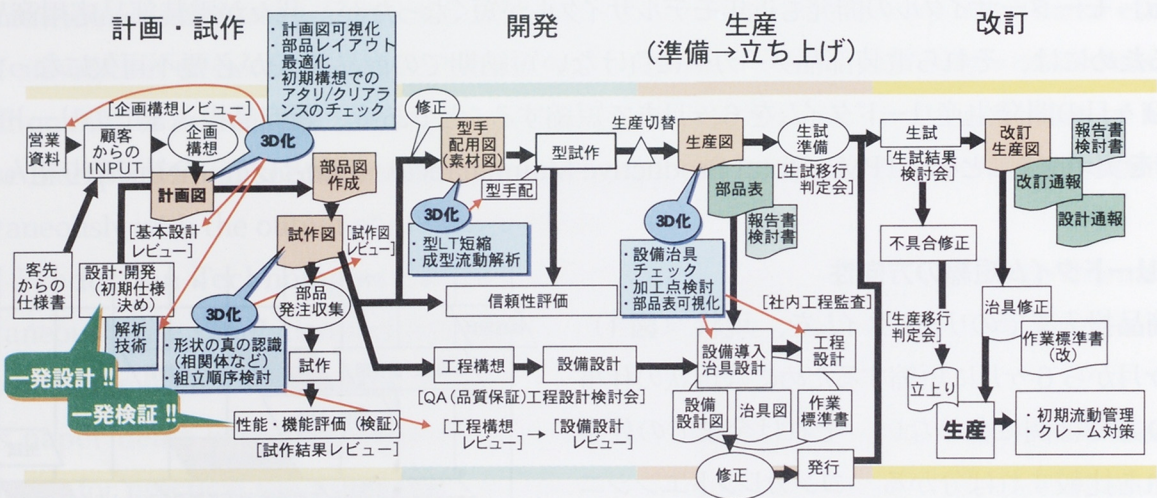 計画・試作
開発
生産
(準備→立ち上げ)
改訂
・計画図可視化
・部品レイアウト
最適化
・初期構想での
アタリ/クリアラ
ンスのチェック
[企画構想レビュー]
営業
資料
顧客
からの
INPUT
企画
構想
3D化
計画図
部品図
作成
[基本設計
レビュー]
試作図
[試作図
レビュー]
客先
からの
仕様書
設計・開発
(初期仕様
決め)
解析
技術
3D化
・形状の真の認識
(相関体など)
・組立順序検討
部品
発注収集
試作
一発設計!!
一発検証!!
性能・機能評価(検証)
[試作結果レビュー]
修正
型手
配用図
(素材図)
型試作
型手配
3D化
・型LT短縮
・成型流動解析
信頼性評価
工程構想
設備設計
[QA(品質保証)工程設計検討会]
[工程構想
レビュー]
[設備設計
レビュー]
生産切替
生産図
生試
準備
[生試移行
判定会]
部品表
報告書
検討書
3D化
・設備治具
チェック
・加工点検討
・部品表可視化
[社内工程監査]
設備導入
治具設計
工程
設計
設備
設計図
治具図
作業
標準書
修正
発行
生試
[生試結果
検討会]
不具合修正
[生産移行
判定会]
立上り
生産
改訂
生産図
報告書
検討書
改訂通報
設計通報
治具修正
作業標準書
(改)
・初期流動管理
・クレーム対策